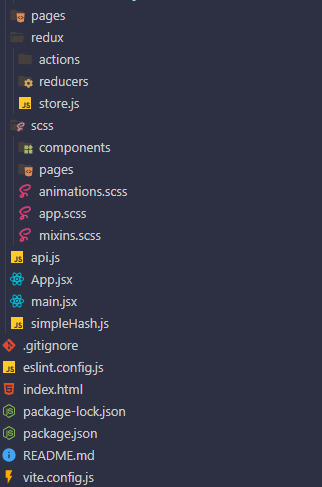 pages
redux
actions
reducers
store.js
scss
components
pages
animations.scss
app.scss
mixins.scss
api.js
App.jsx
main.jsx
simpleHash.js
.gitignore
eslint.config.js
index.html
package-lock.json
package.json
README.md
vite.config.js